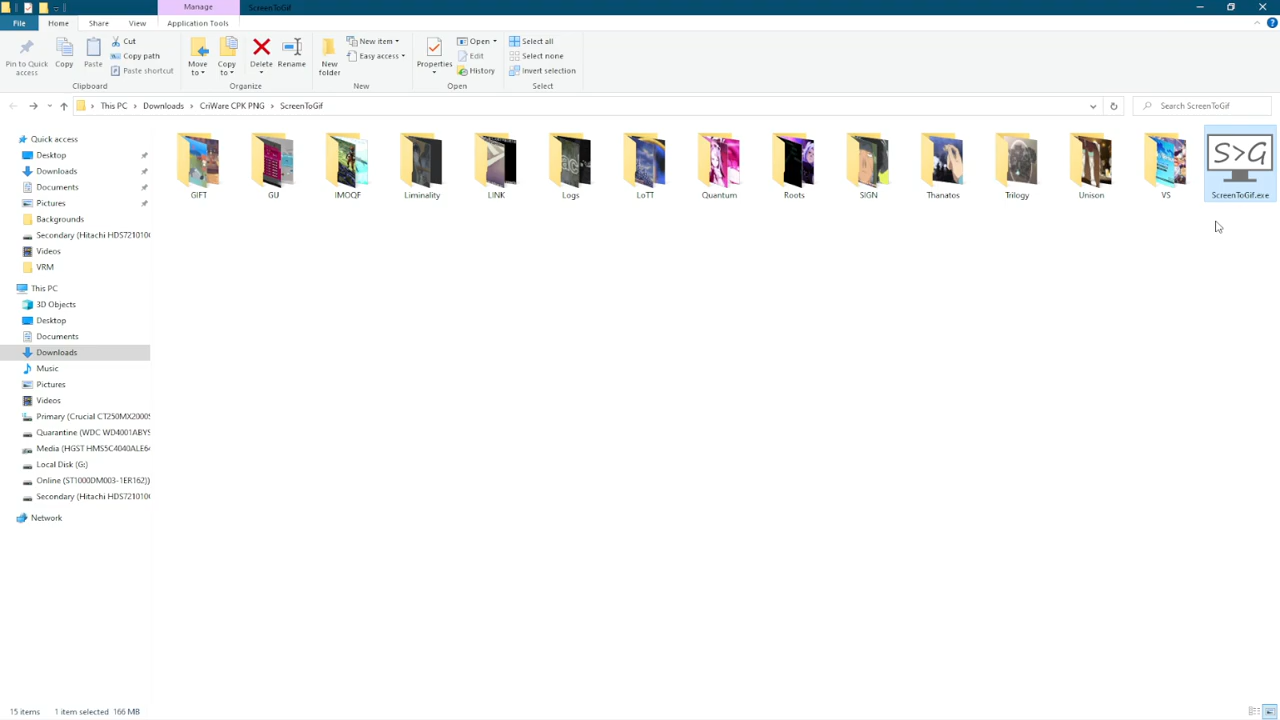 Manage
ScreenToGif
File
Home
Share
View
Application Tools
Pin to Quick access
Copy
Paste
Cut
Copy path
Paste shortcut
Clipboard
Move to
Copy to
Delete
Rename
Organize
New folder
New item
Easy access
New
Properties
Open
Edit
History
Open
Select all
Select none
Invert selection
Select
This PC > Downloads > CriWare CPK PNG > ScreenToGif
Search ScreenToGif
Quick access
Desktop
Downloads
Documents
Pictures
Backgrounds
Secondary (Hitachi HDS721010
Videos
VRM
This PC
3D Objects
Desktop
Documents
Downloads
Music
Pictures
Videos
Primary (Crucial CT250MX200S
Quarantine (WDC WD4001ABYS
Media (HGST HMS5C4040ALE6
Local Disk (G:)
Online (ST1000DM003-1ER162))
Secondary (Hitachi HDS721010
Network
S>G
GIFT
GU
IMOQF
Liminality
LINK
Logs
LoTT
Quantum
Roots
SIGN
Thanatos
Trilogy
Unison
VS
ScreenToGif.exe
15 items
1 item selected 166 MB